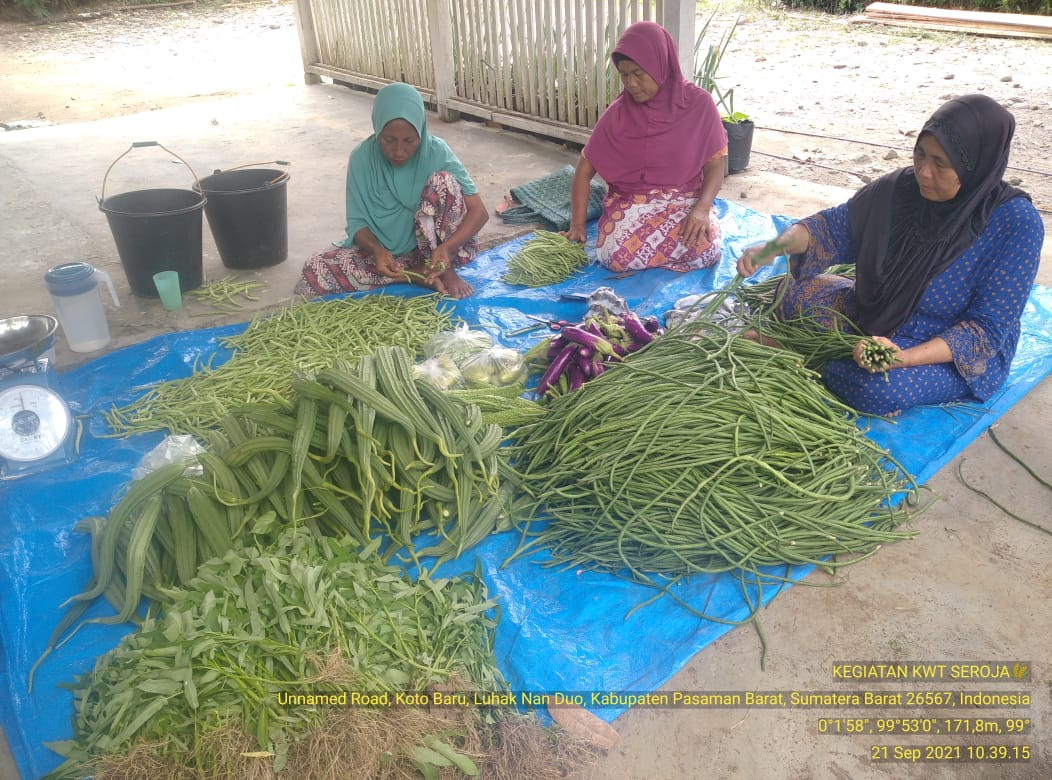 KEGIATAN KWT SEROJA🌾
Unnamed Road, Koto Baru, Luhak Nan Duo, Kabupaten Pasaman Barat, Sumatera Barat 26567, Indonesia
0°1'58", 99°53'0", 171,8m, 99°
21 Sep 2021 10.39.15